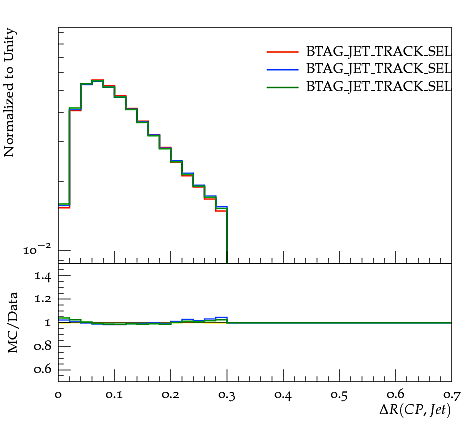 Normalized to Unity
BTAG_JET_TRACK_SEL
BTAG_JET_TRACK_SEL
BTAG_JET_TRACK_SEL
10⁻²
MC/Data
1.4
1.2
1
0.8
0.6
0 0.1 0.2 0.3 0.4 0.5 0.6 0.7
ΔR(CP, Jet)